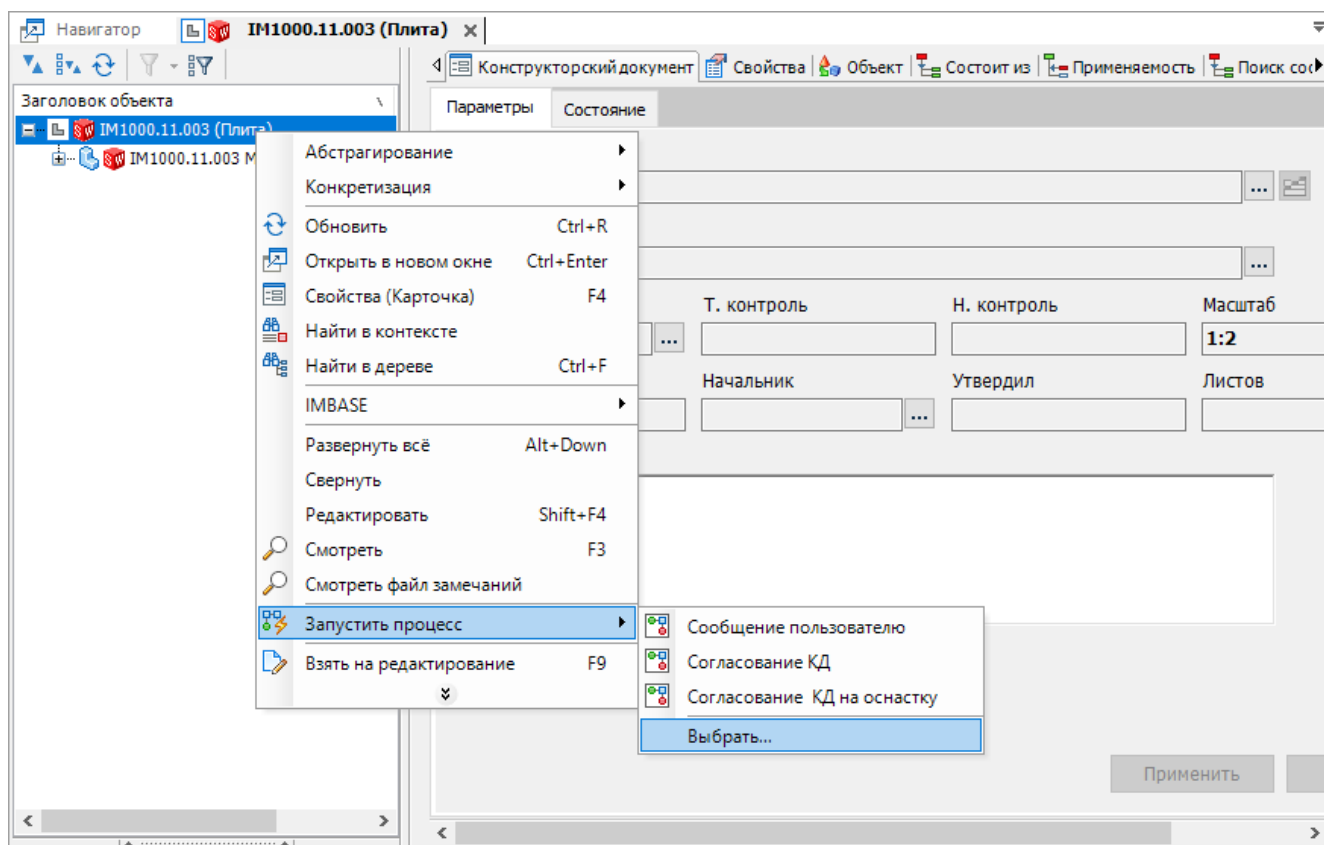 Навигатор
IM1000.11.003 (Плита)
Конструкторский документ
Свойства
Объект
Состоит из
Применяемость
Поиск
Заголовок объекта
Параметры
Состояние
IM1000.11.003 (Плита)
IM1000.11.003
Абстрагирование
Конкретизация
Обновить Ctrl+R
Открыть в новом окне Ctrl+Enter
Свойства (Карточка) F4
Найти в контексте
Найти в дереве Ctrl+F
IMBASE
Развернуть всё Alt+Down
Свернуть
Редактировать Shift+F4
Смотреть F3
Смотреть файл замечаний
Запустить процесс
Взять на редактирование F9
Сообщение пользователю
Согласование КД
Согласование КД на оснастку
Выбрать...
...
...
Т. контроль
Н. контроль
Масштаб
...
1:2
Начальник
Утвердил
Листов
...
Применить